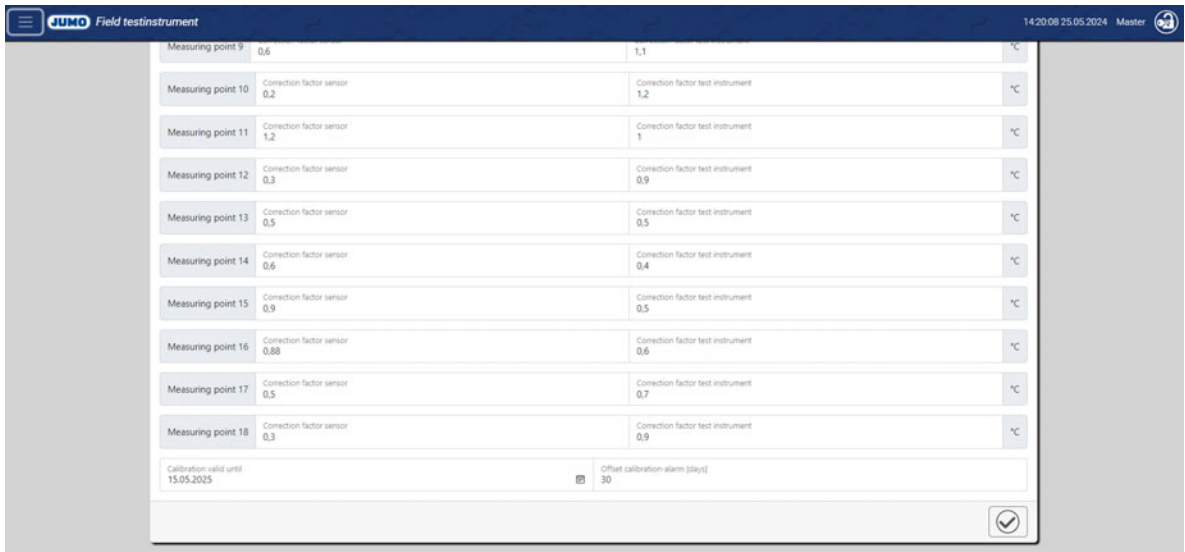 JUMO Field testinstrument 14:20:08 25.05.2024 Master
Measuring point 9 0,6 1,1 °C
Correction factor sensor Correction factor test instrument
Measuring point 10 0,2 1,2 °C
Correction factor sensor Correction factor test instrument
Measuring point 11 1,2 1 °C
Correction factor sensor Correction factor test instrument
Measuring point 12 0,3 0,9 °C
Correction factor sensor Correction factor test instrument
Measuring point 13 0,5 0,5 °C
Correction factor sensor Correction factor test instrument
Measuring point 14 0,6 0,4 °C
Correction factor sensor Correction factor test instrument
Measuring point 15 0,9 0,5 °C
Correction factor sensor Correction factor test instrument
Measuring point 16 0,88 0,6 °C
Correction factor sensor Correction factor test instrument
Measuring point 17 0,5 0,7 °C
Correction factor sensor Correction factor test instrument
Measuring point 18 0,3 0,9 °C
Calibration valid until Offset calibration-alarm [days]
15.05.2025 30